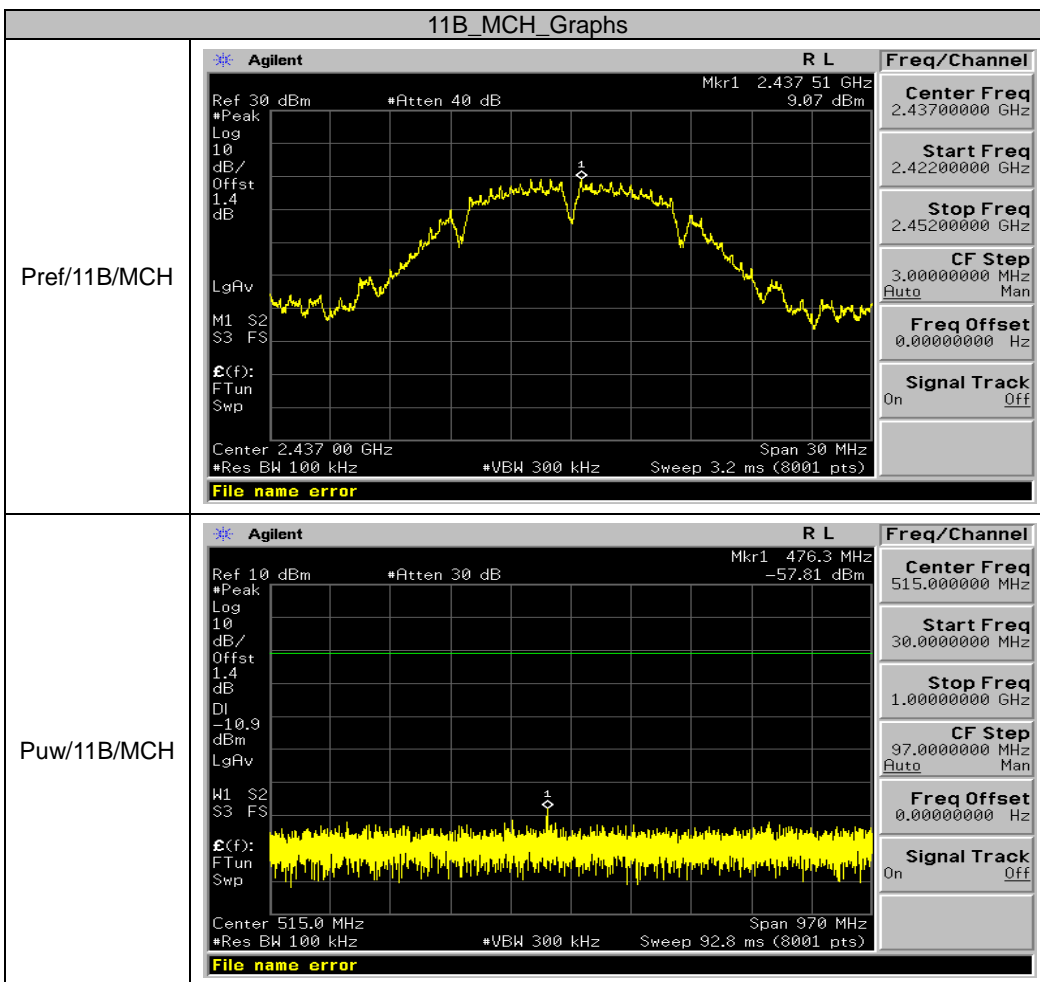 11B_MCH_Graphs
Pref/11B/MCH
Agilent R L
Mkr1 2.437 51 GHz
Ref 30 dBm #Atten 40 dB 9.07 dBm
#Peak
Log
10
dB/
Offst
1.4
dB
LgAv
M1 S2
S3 FS
£(f):
FTun
Swp
1
Center 2.437 00 GHz Span 30 MHz
#Res BW 100 kHz #VBW 300 kHz Sweep 3.2 ms (8001 pts)
File name error
Freq/Channel
Center Freq
2.43700000 GHz
Start Freq
2.42200000 GHz
Stop Freq
2.45200000 GHz
CF Step
3.00000000 MHz
Auto Man
Freq Offset
0.00000000 Hz
Signal Track
On Off
Puw/11B/MCH
Agilent R L
Mkr1 476.3 MHz
Ref 10 dBm #Atten 30 dB −57.81 dBm
#Peak
Log
10
dB/
Offst
1.4
dB
DI
−10.9
dBm
LgAv
W1 S2
S3 FS
£(f):
FTun
Swp
1
Center 515.0 MHz Span 970 MHz
#Res BW 100 kHz #VBW 300 kHz Sweep 92.8 ms (8001 pts)
File name error
Freq/Channel
Center Freq
515.000000 MHz
Start Freq
30.0000000 MHz
Stop Freq
1.00000000 GHz
CF Step
97.0000000 MHz
Auto Man
Freq Offset
0.00000000 Hz
Signal Track
On Off